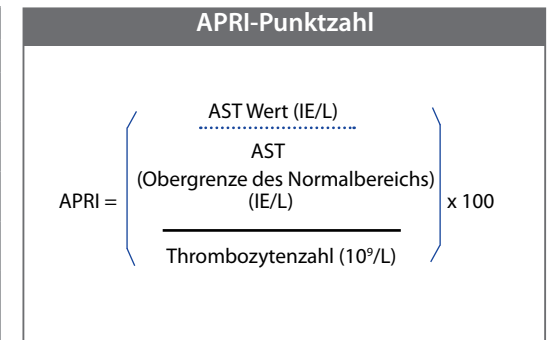 APRI-Punktzahl
AST Wert (IE/L)
AST
(Obergrenze des Normalbereichs)
(IE/L)
APRI =
x 100
Thrombozytenzahl (10⁹/L)